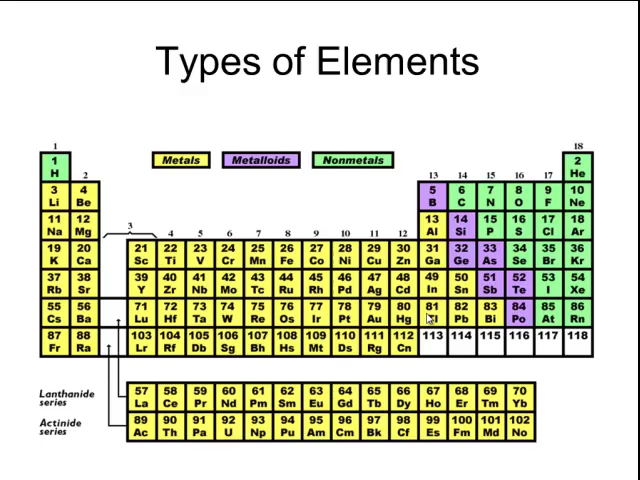 Types of Elements
1 18
1 Metals Metalloids Nonmetals 2
H 2 13 14 15 16 17 He
3 4 5 6 7 8 9 10
Li Be B C N O F Ne
11 12 3 4 5 6 7 8 9 10 11 12 13 14 15 16 17 18
Na Mg Al Si P S Cl Ar
19 20 21 22 23 24 25 26 27 28 29 30 31 32 33 34 35 36
K Ca Sc Ti V Cr Mn Fe Co Ni Cu Zn Ga Ge As Se Br Kr
37 38 39 40 41 42 43 44 45 46 47 48 49 50 51 52 53 54
Rb Sr Y Zr Nb Mo Tc Ru Rh Pd Ag Cd In Sn Sb Te I Xe
55 56 71 72 73 74 75 76 77 78 79 80 81 82 83 84 85 86
Cs Ba Lu Hf Ta W Re Os Ir Pt Au Hg Tl Pb Bi Po At Rn
87 88 103 104 105 106 107 108 109 110 111 112 113 114 115 116 117 118
Fr Ra Lr Rf Db Sg Bh Hs Mt Ds Rg Cn
Lanthanide 57 58 59 60 61 62 63 64 65 66 67 68 69 70
series La Ce Pr Nd Pm Sm Eu Gd Tb Dy Ho Er Tm Yb
Actinide 89 90 91 92 93 94 95 96 97 98 99 100 101 102
series Ac Th Pa U Np Pu Am Cm Bk Cf Es Fm Md No